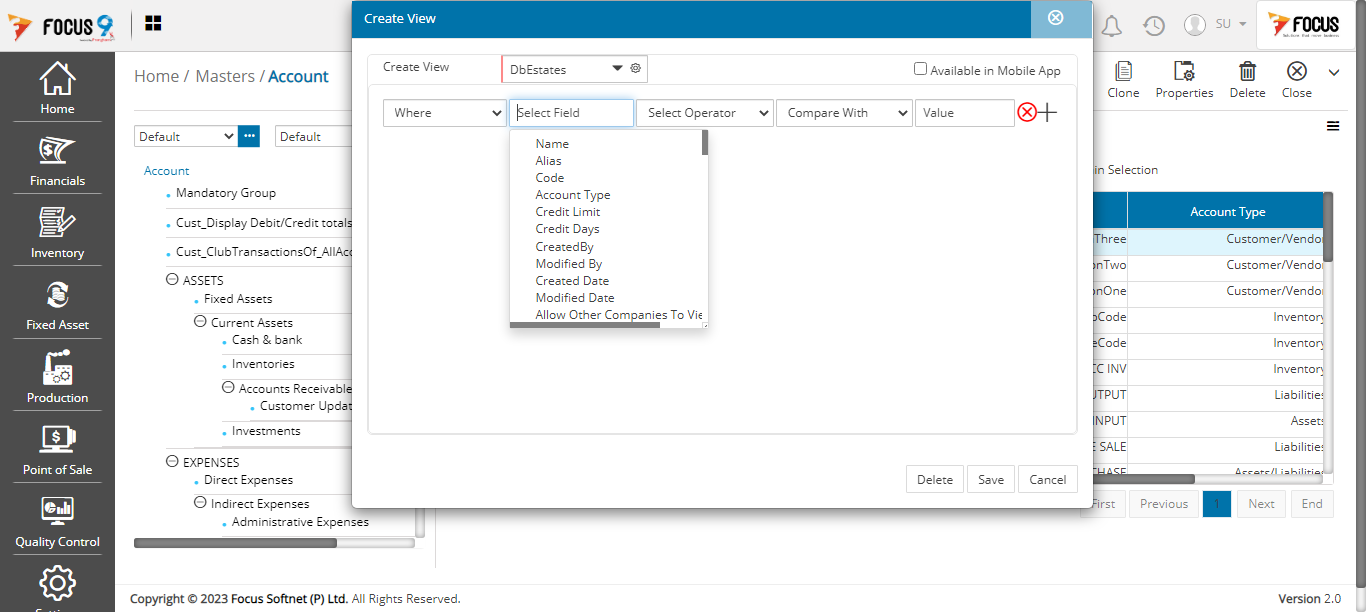 FOCUS 9X
Create View
SU
FOCUS
Home
Financials
Inventory
Fixed Asset
Production
Point of Sale
Quality Control
Home / Masters / Account
Clone
Properties
Delete
Close
Default
...
Default
Account
Mandatory Group
Cust_Display Debit/Credit totals
Cust_ClubTransactionsOf_AllAcc
ASSETS
Fixed Assets
Current Assets
Cash & bank
Inventories
Accounts Receivable
Customer Updat
Investments
EXPENSES
Direct Expenses
Indirect Expenses
Administrative Expenses
Create View
DbEstates
Available in Mobile App
Where
Select Field
Select Operator
Compare With
Value
Name
Alias
Code
Account Type
Credit Limit
Credit Days
CreatedBy
Modified By
Created Date
Modified Date
Allow Other Companies To Vie
Delete
Save
Cancel
in Selection
Account Type
Three Customer/Vendor
onTwo Customer/Vendor
onOne Customer/Vendor
oCode Inventory
eCode Inventory
CC INV Inventory
UTPUT Liabilities
INPUT Assets
E SALE Liabilities
CHASE Assets/Liabilities
First
Previous
1
Next
End
Copyright © 2023 Focus Softnet (P) Ltd. All Rights Reserved.
Version 2.0